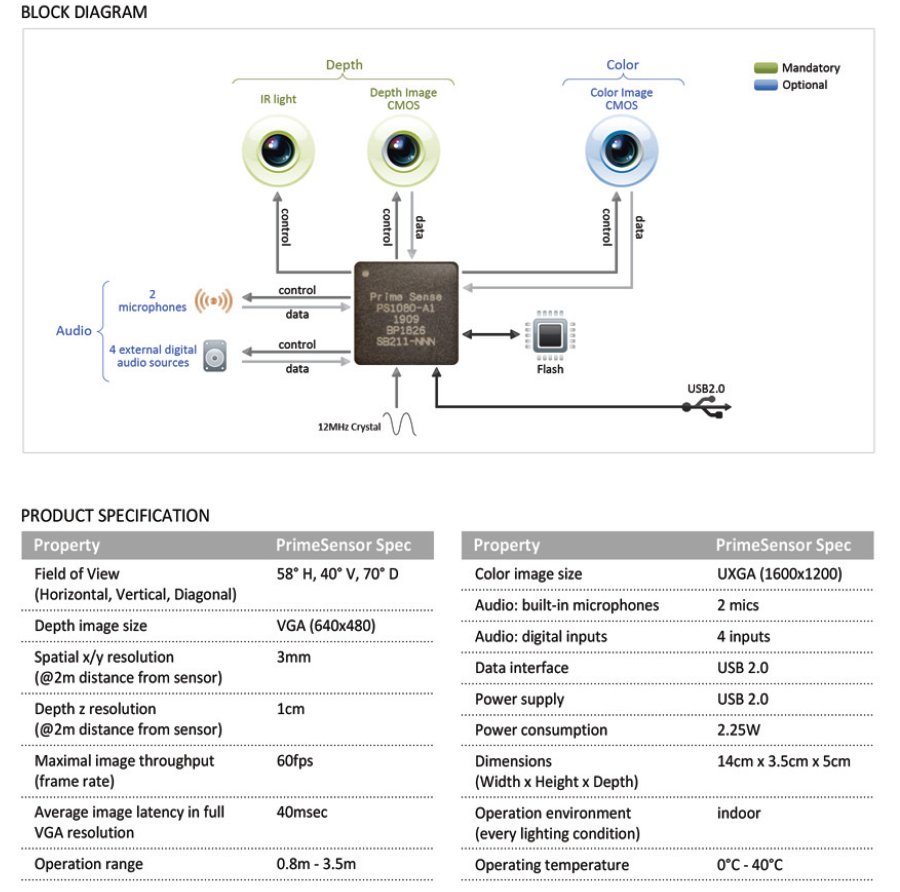 BLOCK DIAGRAM
Depth
Color
Mandatory
Optional
IR light
Depth Image
CMOS
Color Image
CMOS
control
control
data
control
data
Audio
2
microphones
control
data
4 external digital
audio sources
control
data
Prime Sense
PS1080-A1
1909
BP1826
SB211-NNN
Flash
12MHz Crystal
USB2.0
PRODUCT SPECIFICATION
Property PrimeSensor Spec
Field of View 58° H, 40° V, 70° D
(Horizontal, Vertical, Diagonal)
Depth image size VGA (640x480)
Spatial x/y resolution 3mm
(@2m distance from sensor)
Depth z resolution 1cm
(@2m distance from sensor)
Maximal image throughput 60fps
(frame rate)
Average image latency in full 40msec
VGA resolution
Operation range 0.8m - 3.5m
Property PrimeSensor Spec
Color image size UXGA (1600x1200)
Audio: built-in microphones 2 mics
Audio: digital inputs 4 inputs
Data interface USB 2.0
Power supply USB 2.0
Power consumption 2.25W
Dimensions 14cm x 3.5cm x 5cm
(Width x Height x Depth)
Operation environment indoor
(every lighting condition)
Operating temperature 0°C - 40°C